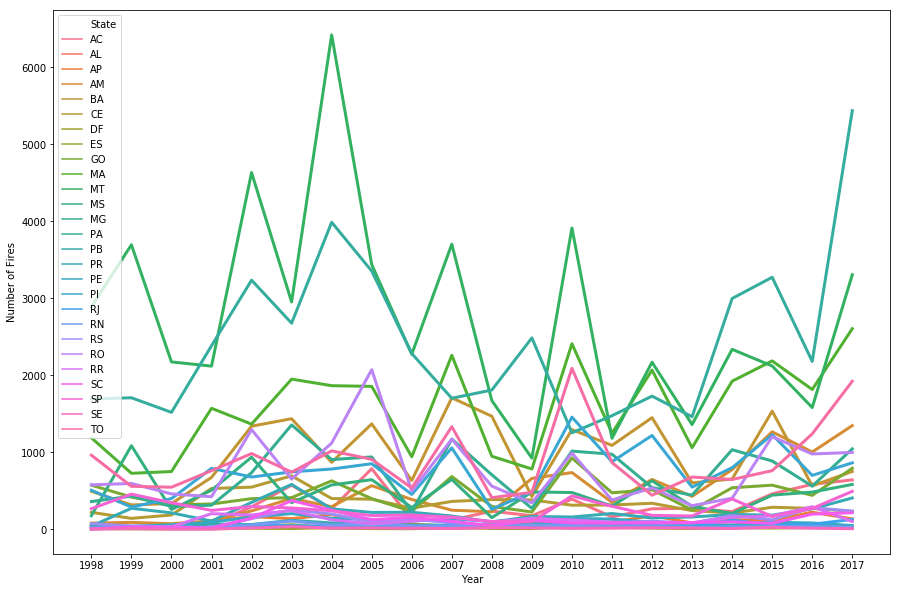 State
AC
AL
AP
AM
BA
CE
DF
ES
GO
MA
MT
MS
MG
PA
PB
PR
PE
PI
RJ
RN
RS
RO
RR
SC
SP
SE
TO
6000
5000
4000
3000
2000
1000
0
Number of Fires
1998 1999 2000 2001 2002 2003 2004 2005 2006 2007 2008 2009 2010 2011 2012 2013 2014 2015 2016 2017
Year